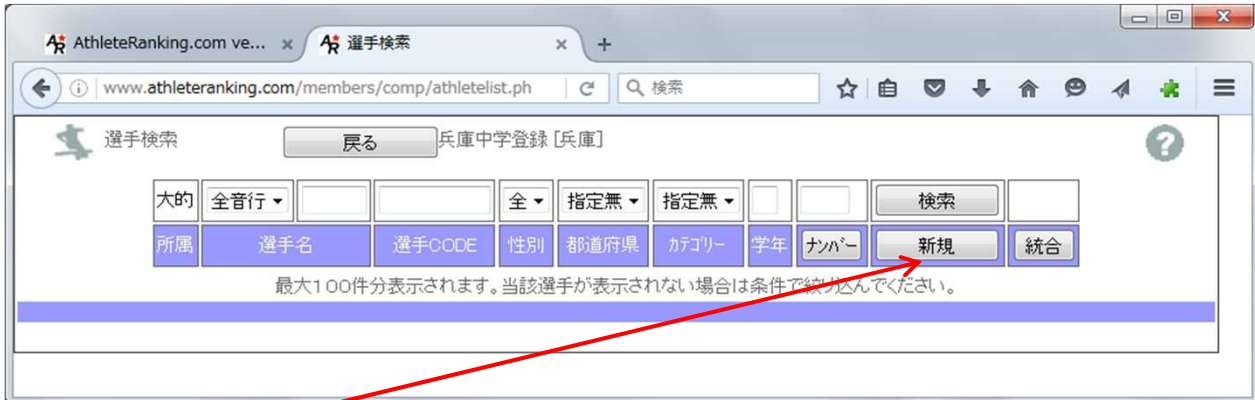 AthleteRanking.com ve... × 選手検索 × +
www.athleteranking.com/members/comp/athletelist.ph 検索
選手検索 戻る 兵庫中学登録 [兵庫]
大的 全音行 全 指定無 指定無 検索
所属 選手名 選手CODE 性別 都道府県 カテゴリー 学年 ナンバー 新規 統合
最大100件分表示されます。当該選手が表示されない場合は条件で絞り込んでください。